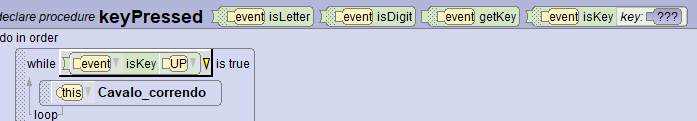 declare procedure keyPressed event isLetter event isDigit event getKey event isKey key: ???
do in order
while event isKey UP is true
this Cavalo_correndo
loop